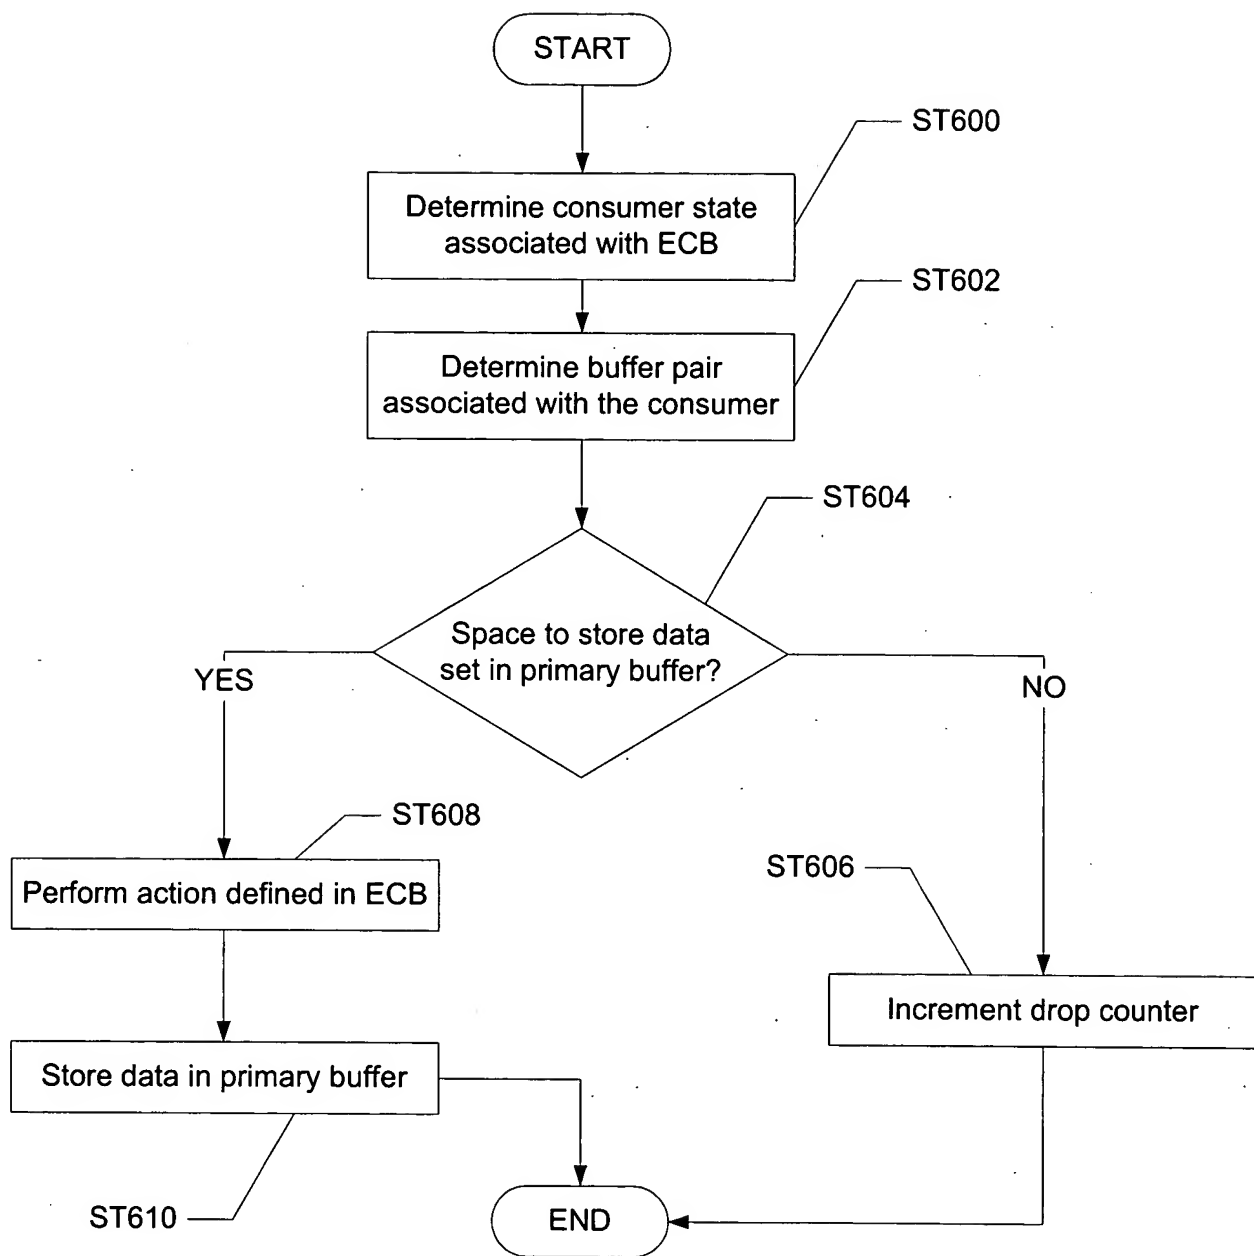 START
ST600
Determine consumer state
associated with ECB
ST602
Determine buffer pair
associated with the consumer
ST604
Space to store data
set in primary buffer?
YES
NO
ST608
Perform action defined in ECB
ST606
Increment drop counter
Store data in primary buffer
ST610
END